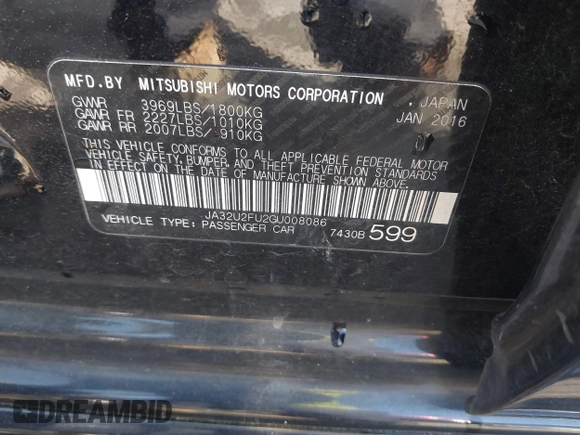 MFD. BY MITSUBISHI MOTORS CORPORATION , JAPAN
GVWR 3969LBS/1800KG JAN 2016
GAWR FR 2227LBS/1010KG
GAWR RR 2007LBS/ 910KG
THIS VEHICLE CONFORMS TO ALL APPLICABLE FEDERAL MOTOR
VEHICLE SAFETY, BUMPER, AND THEFT PREVENTION STANDARDS
IN EFFECT ON THE DATE OF MANUFACTURE SHOWN ABOVE.
JA32U2FU2GU008086
VEHICLE TYPE: PASSENGER CAR 7430B 599
DREAMBID